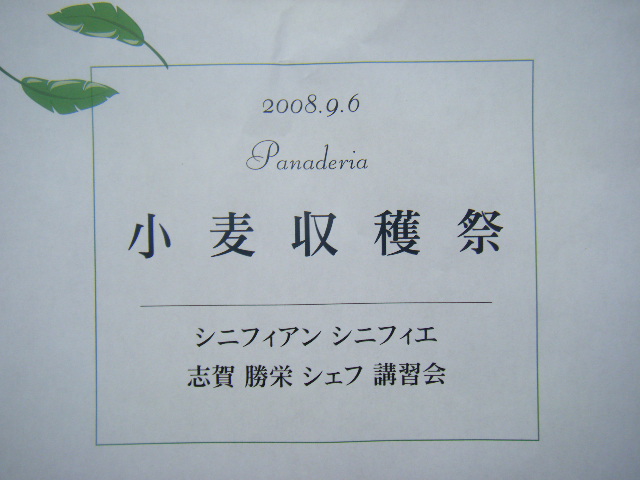 2008.9.6
Panaderia
小麦収穫祭
シニフィアン シニフィエ
志賀 勝栄 シェフ 講習会